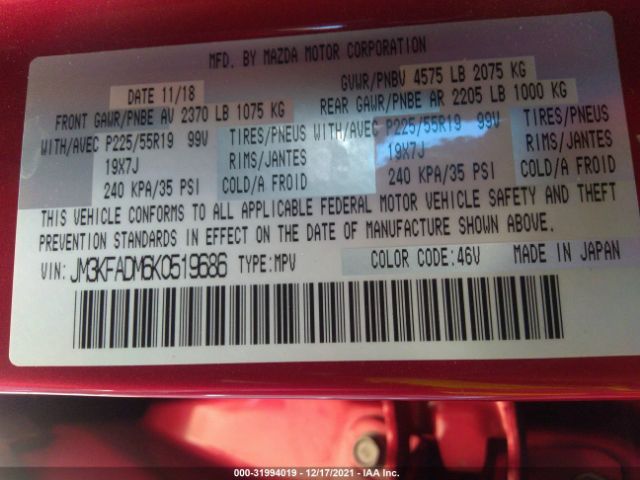 MFD. BY MAZDA MOTOR CORPORATION
DATE 11/18 GVWR/PNBV 4575 LB 2075 KG
FRONT GAWR/PNBE AV 2370 LB 1075 KG REAR GAWR/PNBE AR 2205 LB 1000 KG
WITH/AVEC P225/55R19 99V TIRES/PNEUS WITH/AVEC P225/55R19 99V TIRES/PNEUS
19X7J RIMS/JANTES 19X7J RIMS/JANTES
240 KPA/35 PSI COLD/A FROID 240 KPA/35 PSI COLD/A FROID
THIS VEHICLE CONFORMS TO ALL APPLICABLE FEDERAL MOTOR VEHICLE SAFETY AND THEFT
PREVENTION STANDARDS IN EFFECT ON THE DATE OF MANUFACTURE SHOWN ABOVE.
VIN: JM3KFADM6K0519686 TYPE:MPV COLOR CODE:46V MADE IN JAPAN
000-31994019 - 12/17/2021 - IAA Inc.